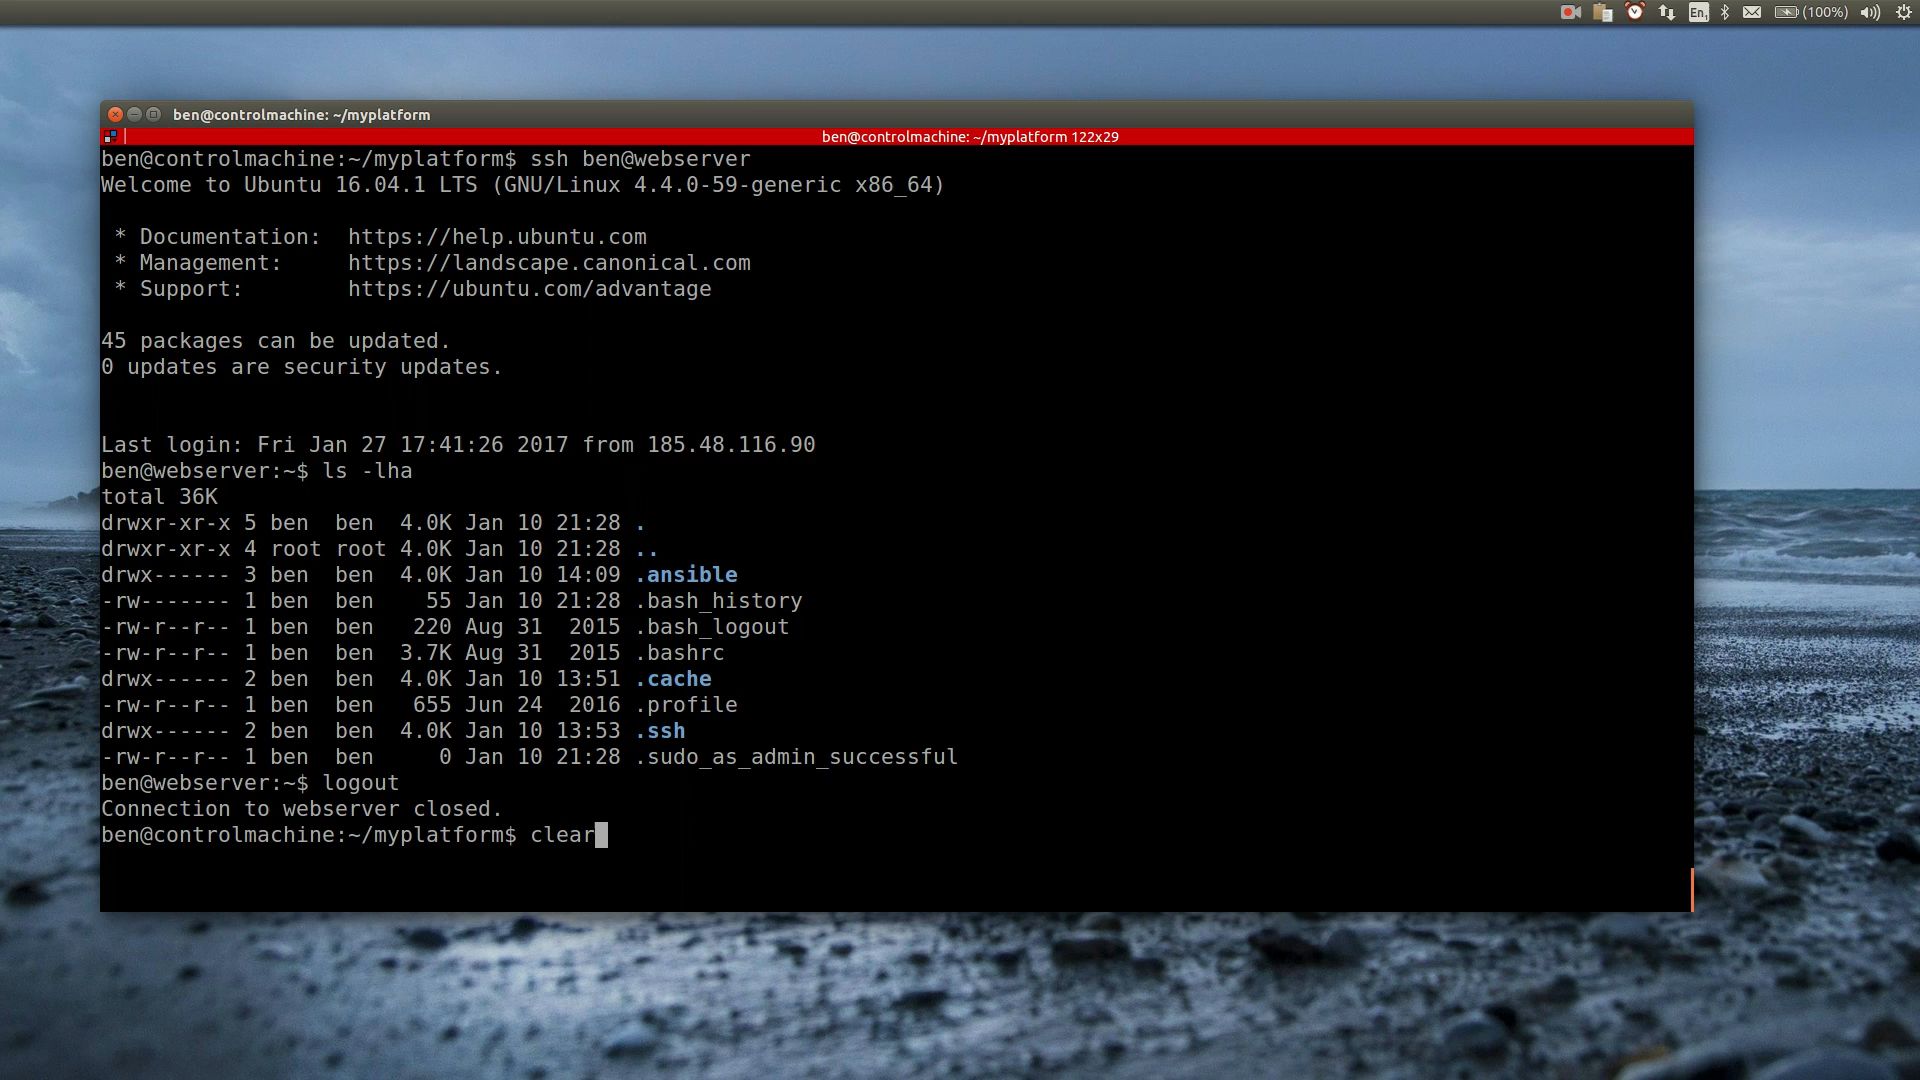 En1 (100%)
ben@controlmachine: ~/myplatform
ben@controlmachine: ~/myplatform 122x29
ben@controlmachine:~/myplatform$ ssh ben@webserver
Welcome to Ubuntu 16.04.1 LTS (GNU/Linux 4.4.0-59-generic x86_64)
* Documentation:  https://help.ubuntu.com
* Management:     https://landscape.canonical.com
* Support:        https://ubuntu.com/advantage
45 packages can be updated.
0 updates are security updates.
Last login: Fri Jan 27 17:41:26 2017 from 185.48.116.90
ben@webserver:~$ ls -lha
total 36K
drwxr-xr-x 5 ben  ben  4.0K Jan 10 21:28 .
drwxr-xr-x 4 root root 4.0K Jan 10 21:28 ..
drwx------ 3 ben  ben  4.0K Jan 10 14:09 .ansible
-rw------- 1 ben  ben    55 Jan 10 21:28 .bash_history
-rw-r--r-- 1 ben  ben   220 Aug 31  2015 .bash_logout
-rw-r--r-- 1 ben  ben  3.7K Aug 31  2015 .bashrc
drwx------ 2 ben  ben  4.0K Jan 10 13:51 .cache
-rw-r--r-- 1 ben  ben   655 Jun 24  2016 .profile
drwx------ 2 ben  ben  4.0K Jan 10 13:53 .ssh
-rw-r--r-- 1 ben  ben     0 Jan 10 21:28 .sudo_as_admin_successful
ben@webserver:~$ logout
Connection to webserver closed.
ben@controlmachine:~/myplatform$ clear